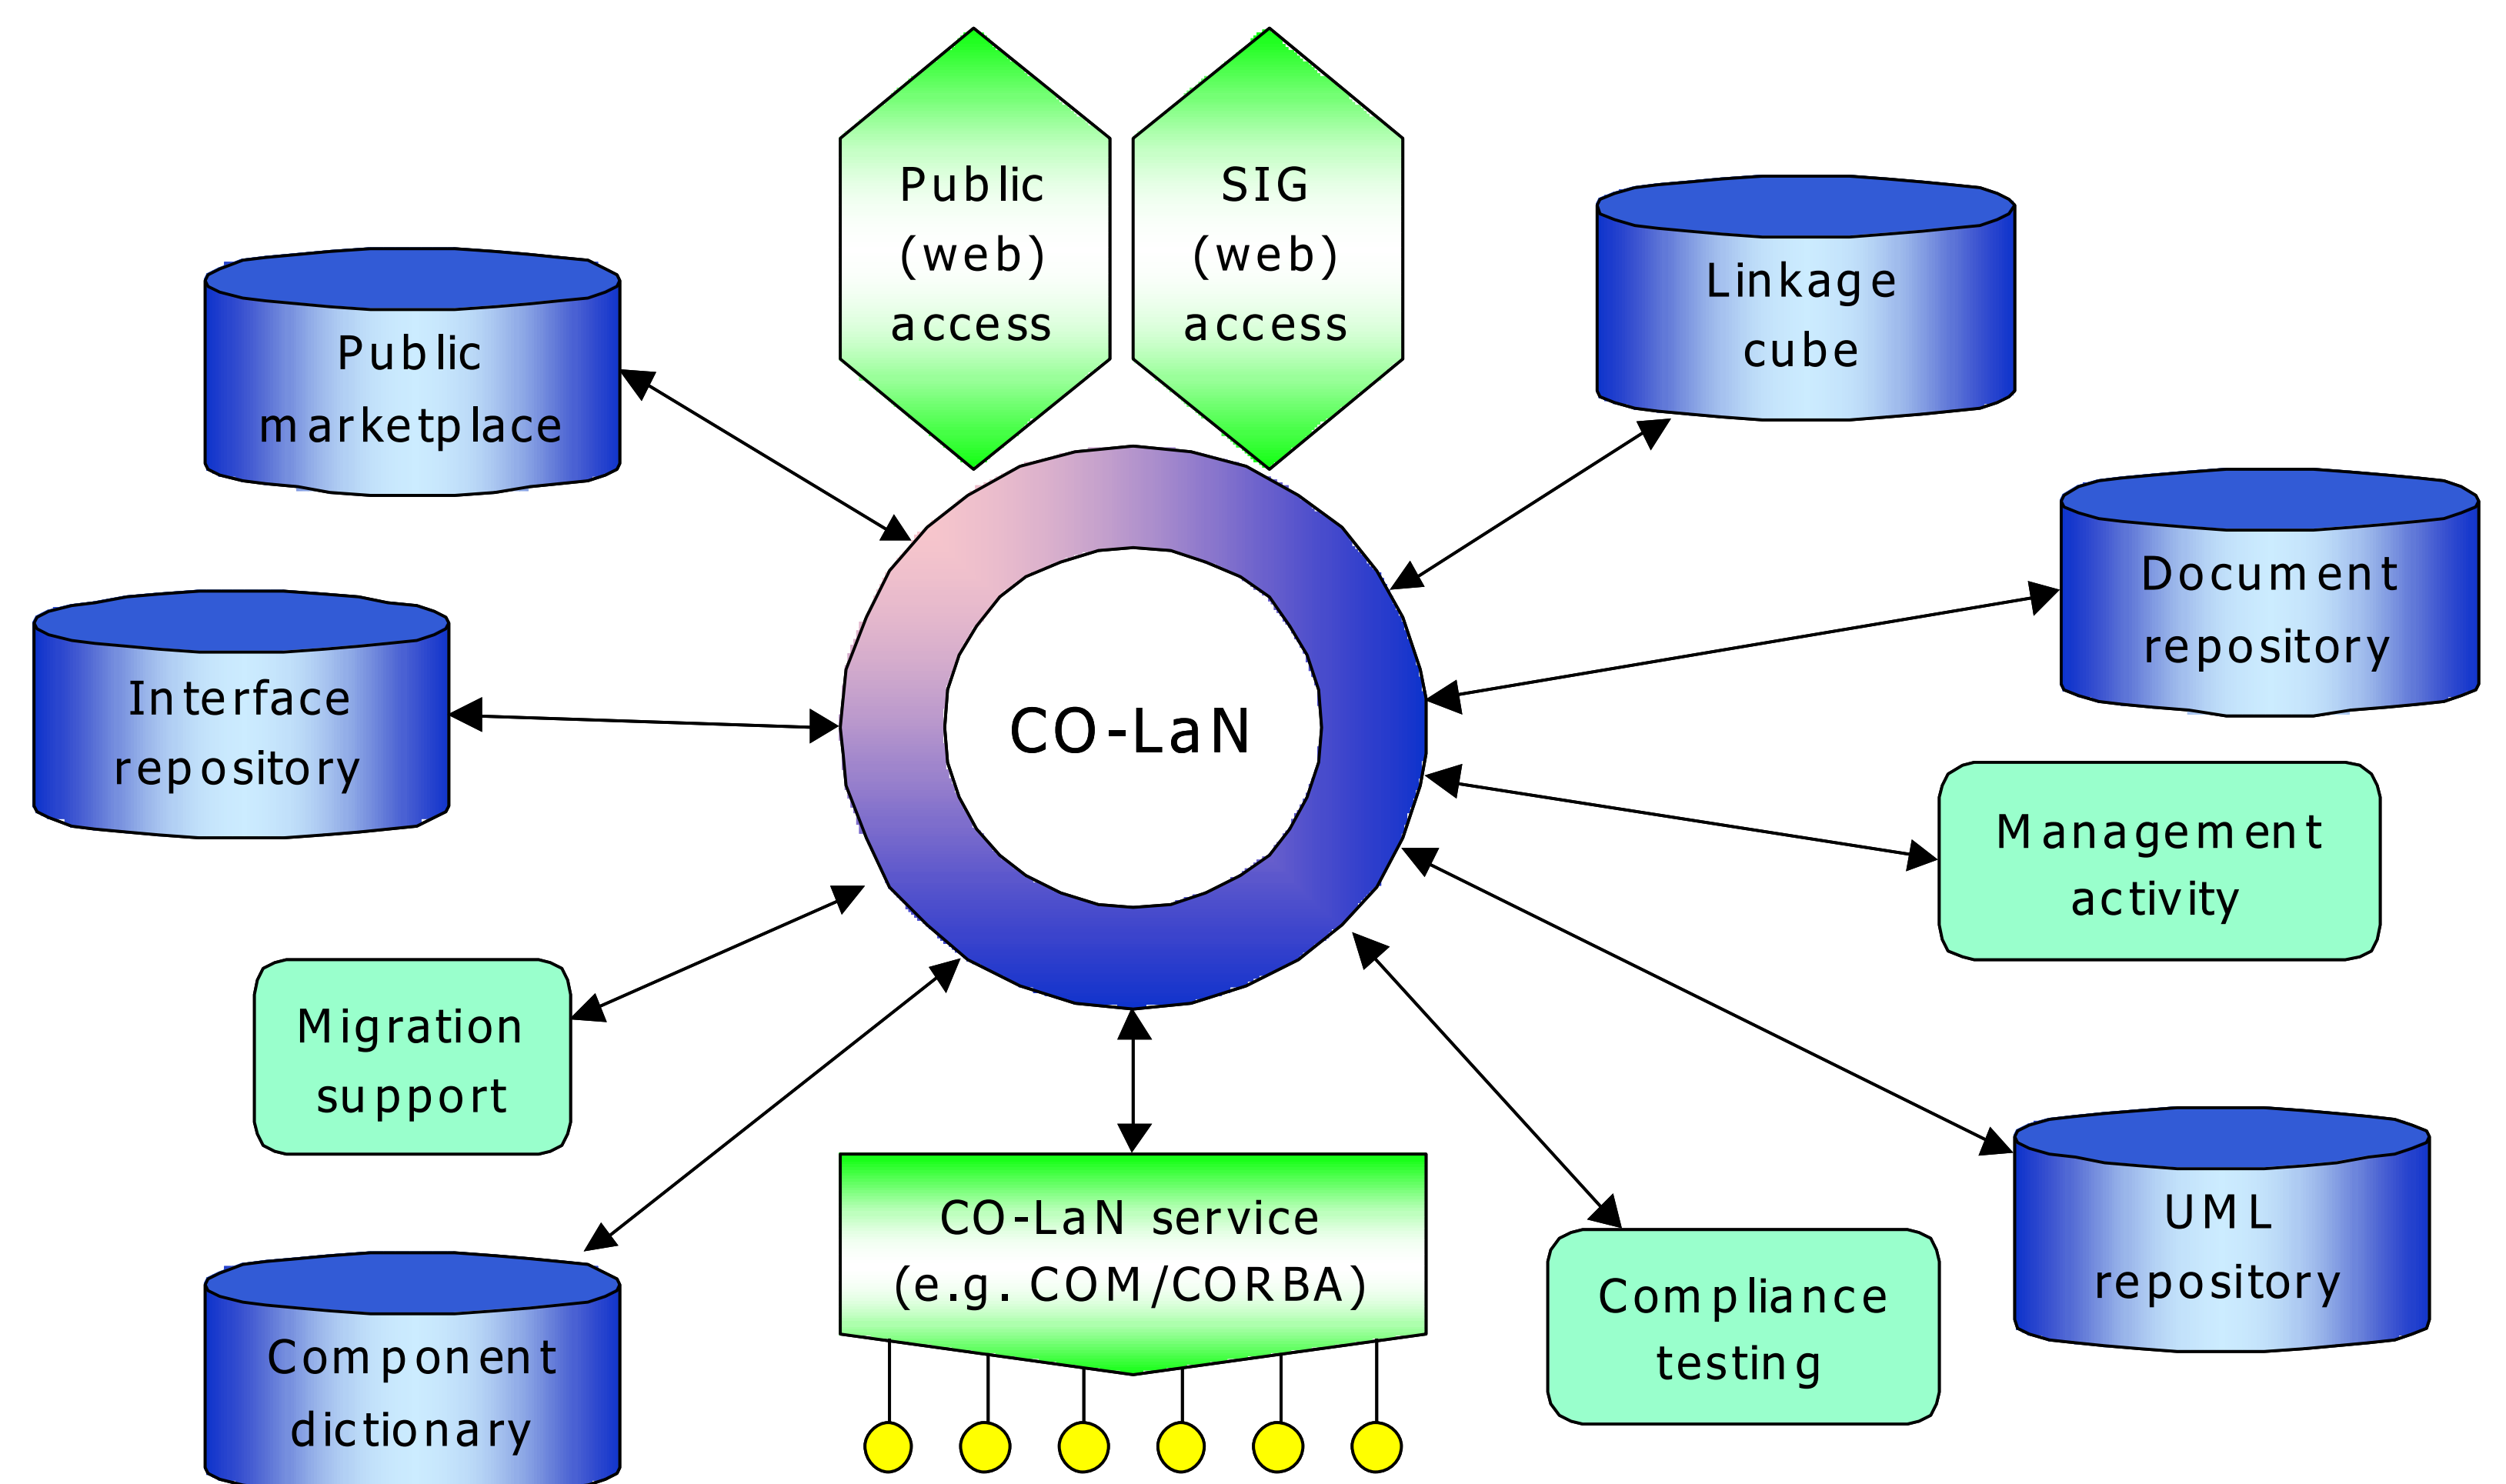 Public
(web)
access
SIG
(web)
access
Linkage
cube
Public
marketplace
Document
repository
Interface
repository
CO-LaN
Management
activity
Migration
support
CO-LaN service
(e.g. COM/CORBA)
UML
repository
Compliance
testing
Component
dictionary